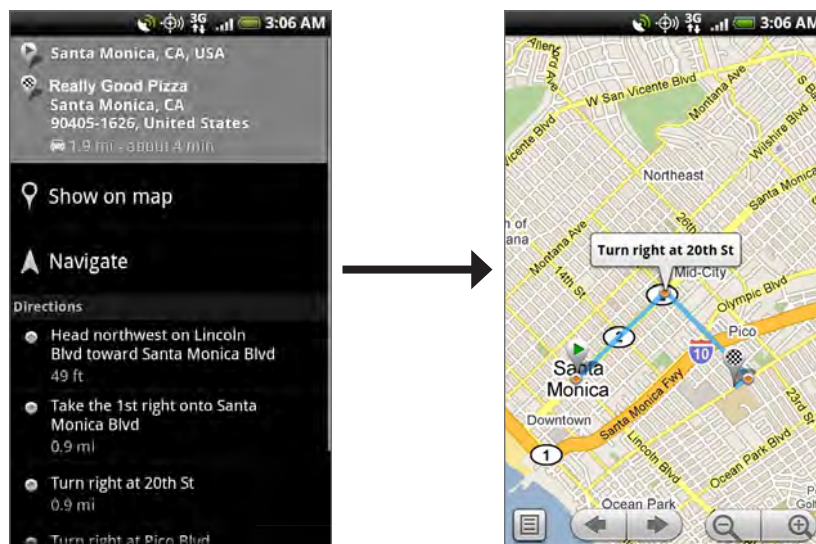 3G 3:06 AM
Santa Monica, CA, USA
Really Good Pizza
Santa Monica, CA
90405-1626, United States
1.9 mi - about 4 min
Show on map
Navigate
Directions
Head northwest on Lincoln
Blvd toward Santa Monica Blvd
49 ft
Take the 1st right onto Santa
Monica Blvd
0.9 mi
Turn right at 20th St
0.9 mi
Turn right at Pico Blvd
3G 3:06 AM
W San Vicente Blvd
Montana Ave
Wilshire Blvd
Northeast
Santa Monica
26th
Montana Ave
14th St
Turn right at 20th St
Mid-City
Olympic Blvd
2
Pico
10
Santa
Monica
Santa Monica Fwy
Downtown
23rd St
1
Lincoln Blvd
Ocean Park Blvd
Ocean Park